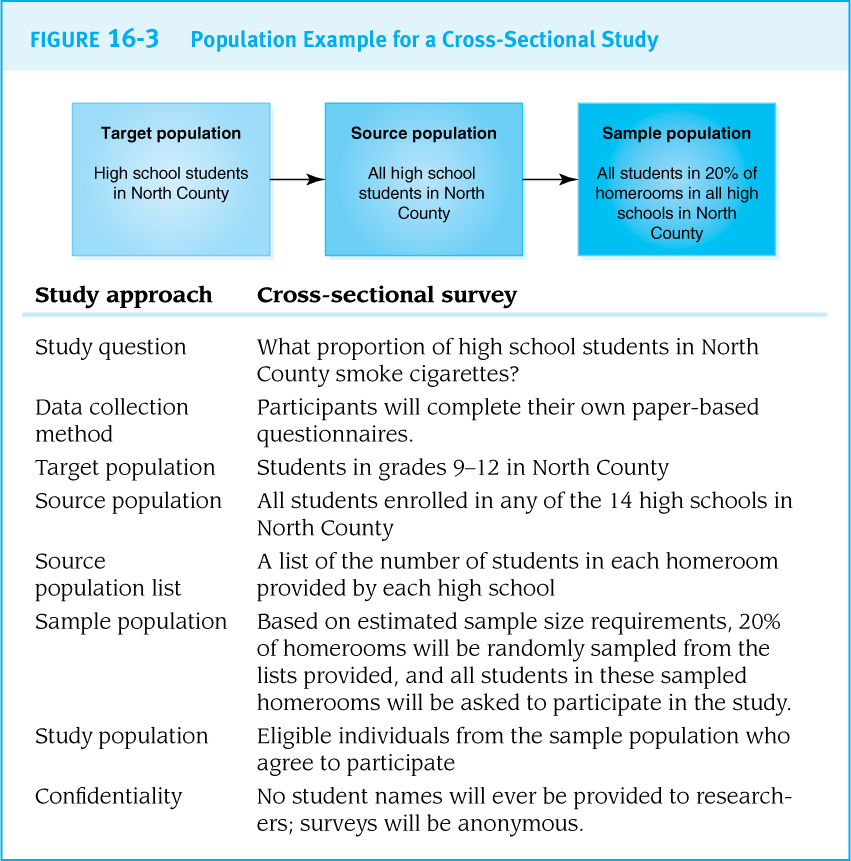 FIGURE 16-3 Population Example for a Cross-Sectional Study
Target population
High school students
in North County
Source population
All high school
students in North
County
Sample population
All students in 20% of
homerooms in all high
schools in North
County
Study approach Cross-sectional survey
Study question What proportion of high school students in North
County smoke cigarettes?
Data collection Participants will complete their own paper-based
method questionnaires.
Target population Students in grades 9–12 in North County
Source population All students enrolled in any of the 14 high schools in
North County
Source A list of the number of students in each homeroom
population list provided by each high school
Sample population Based on estimated sample size requirements, 20%
of homerooms will be randomly sampled from the
lists provided, and all students in these sampled
homerooms will be asked to participate in the study.
Study population Eligible individuals from the sample population who
agree to participate
Confidentiality No student names will ever be provided to research-
ers; surveys will be anonymous.